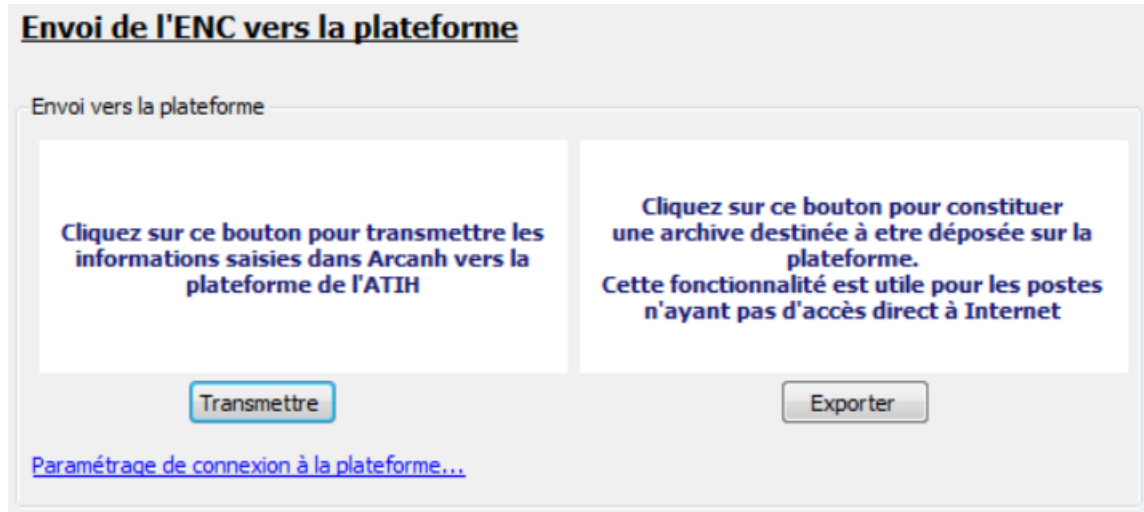 Envoi de l'ENC vers la plateforme
Envoi vers la plateforme
Cliquez sur ce bouton pour transmettre les
informations saisies dans Arcanh vers la
plateforme de l'ATIH
Cliquez sur ce bouton pour constituer
une archive destinée à etre déposée sur la
plateforme.
Cette fonctionnalité est utile pour les postes
n'ayant pas d'accès direct à Internet
Transmettre
Exporter
Paramétrage de connexion à la plateforme...